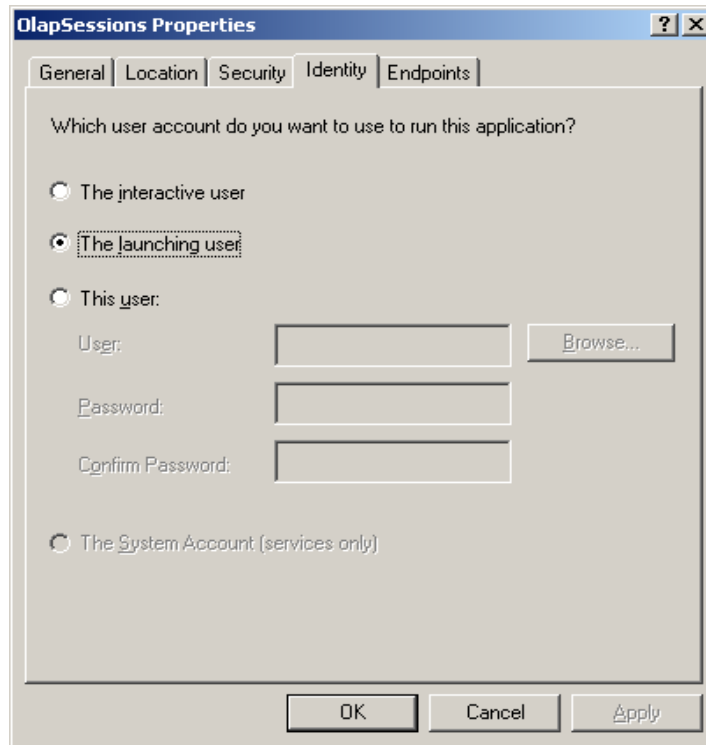 OlapSessions Properties
General Location Security Identity Endpoints
Which user account do you want to use to run this application?
The interactive user
The launching user
This user:
User:
Browse...
Password:
Confirm Password:
The System Account (services only)
OK Cancel Apply